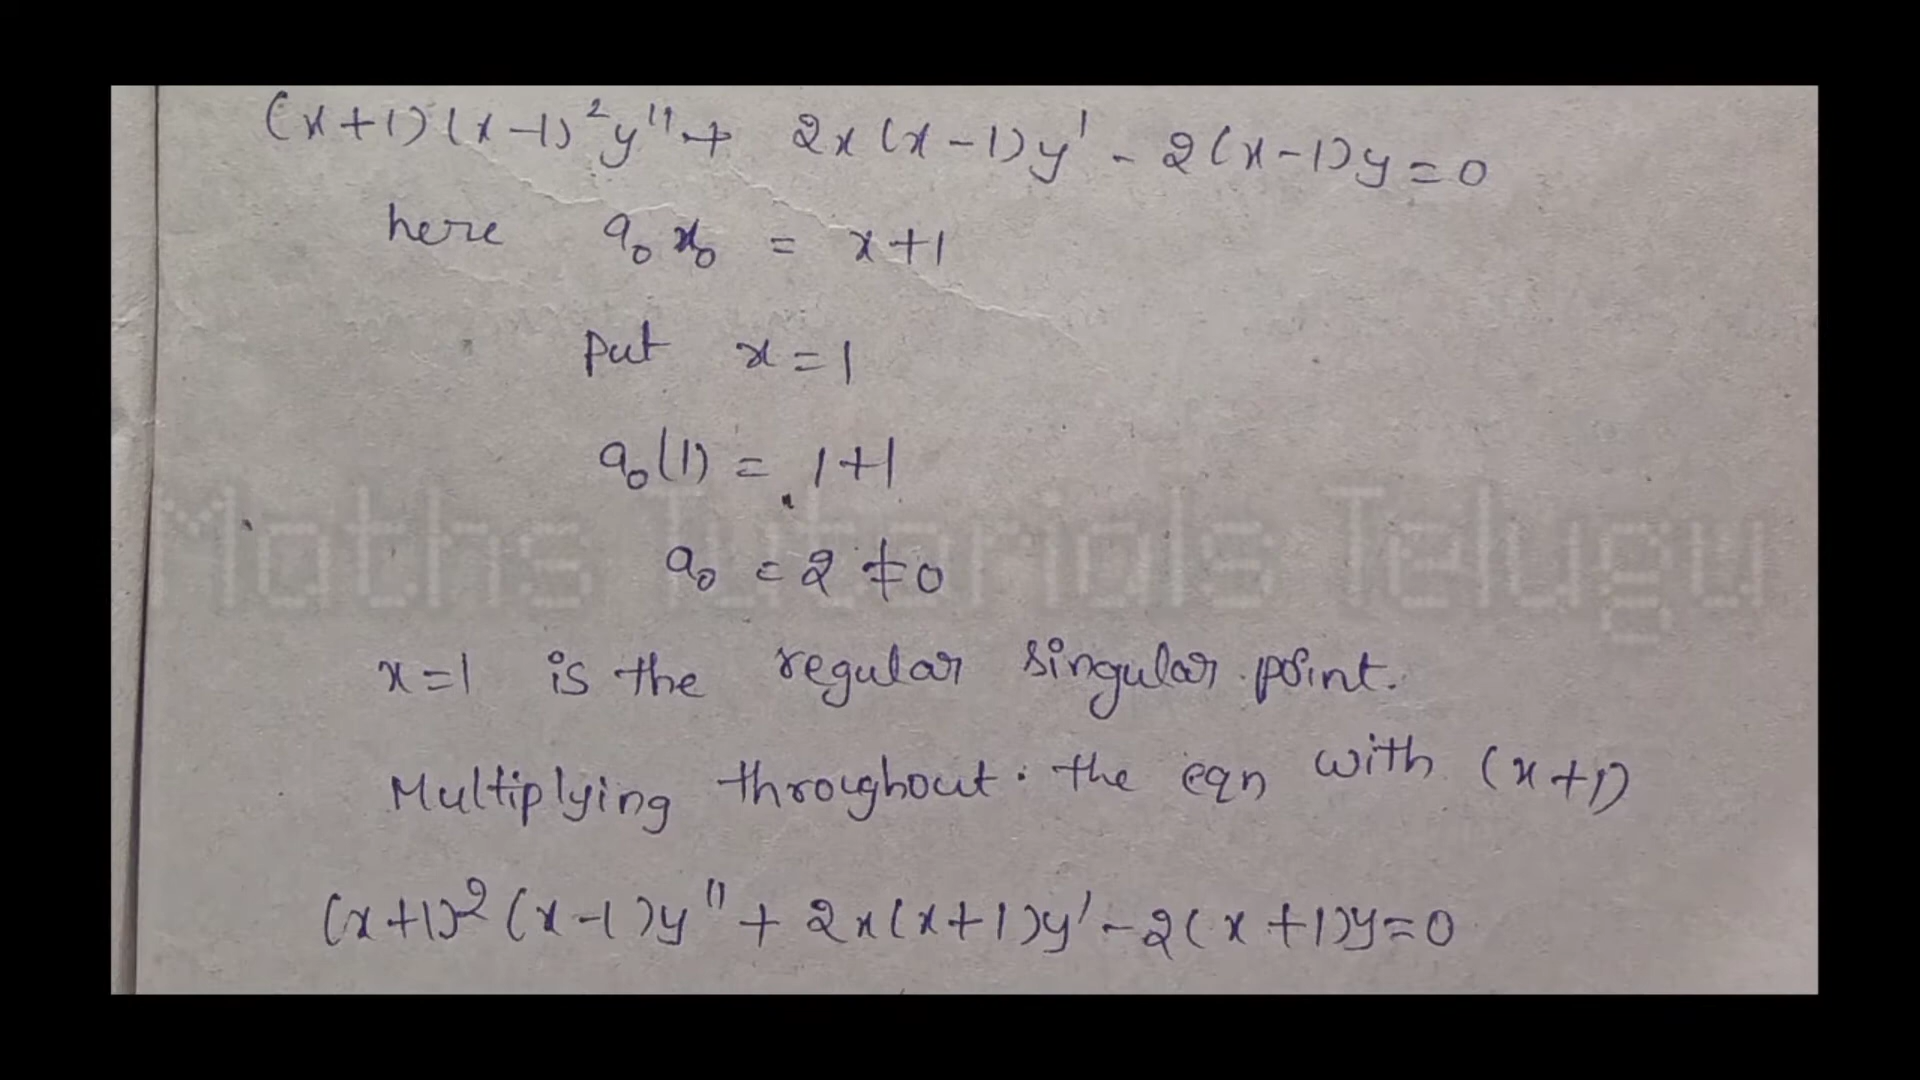 (x+1)(x-1)²y'' + 2x(x-1)y' - 2(x-1)y=0
here a₀ x₀ = x+1
put x=1
a₀(1) = 1+1
Maths Tutorials Telugu
a₀ = 2 ≠0
x=1 is the regular singular point.
Multiplying throughout. the eqn with (x+1)
(x+1)²(x-1)y'' + 2x(x+1)y' - 2(x+1)y=0